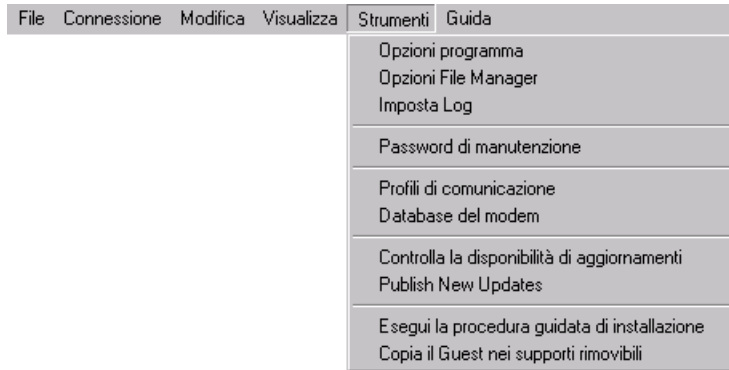 File Connessione Modifica Visualizza Strumenti Guida
Opzioni programma
Opzioni File Manager
Imposta Log
Password di manutenzione
Profili di comunicazione
Database del modem
Controlla la disponibilità di aggiornamenti
Publish New Updates
Esegui la procedura guidata di installazione
Copia il Guest nei supporti rimovibili